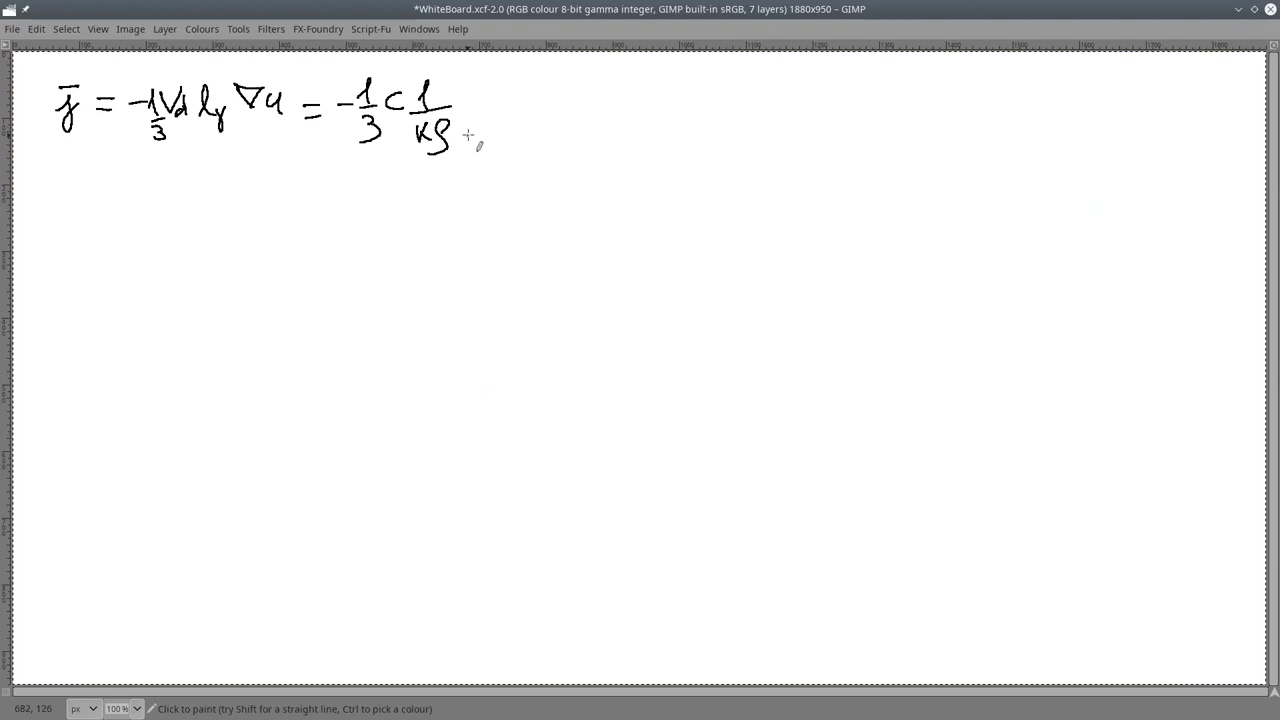 *WhiteBoard.xcf-2.0 (RGB colour 8-bit gamma integer, GIMP built-in sRGB, 7 layers) 1880x950 – GIMP
File Edit Select View Image Layer Colours Tools Filters FX-Foundry Script-Fu Windows Help
j̅ = -1/3 Vd lγ ∇u = -1/3 c 1/κρ
682, 126 px 100% Click to paint (try Shift for a straight line, Ctrl to pick a colour)